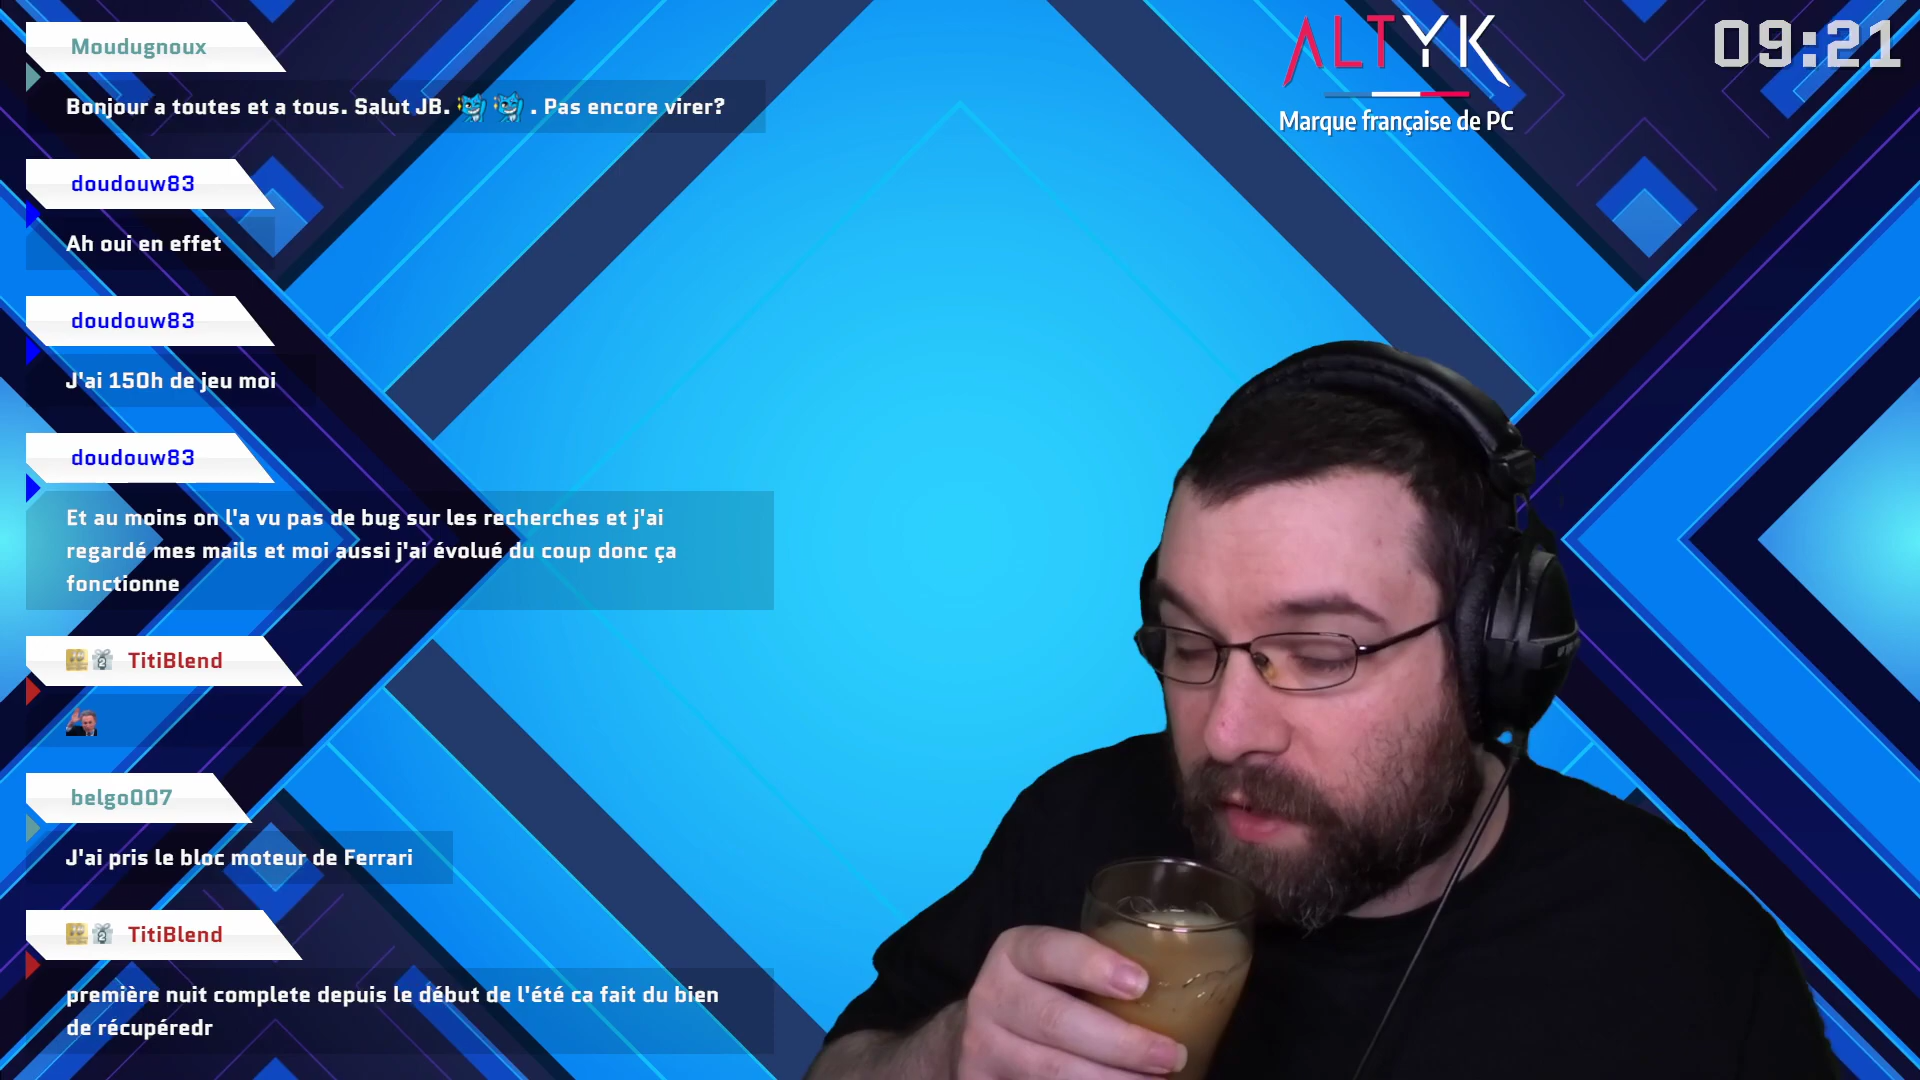 Moudugnoux
Bonjour a toutes et a tous. Salut JB. . Pas encore virer?
doudouw83
Ah oui en effet
doudouw83
J'ai 150h de jeu moi
doudouw83
Et au moins on l'a vu pas de bug sur les recherches et j'ai
regardé mes mails et moi aussi j'ai évolué du coup donc ça
fonctionne
2 TitiBlend
belgo007
J'ai pris le bloc moteur de Ferrari
2 TitiBlend
première nuit complete depuis le début de l'été ca fait du bien
de récupéredr
ALTYK
Marque française de PC
09:21